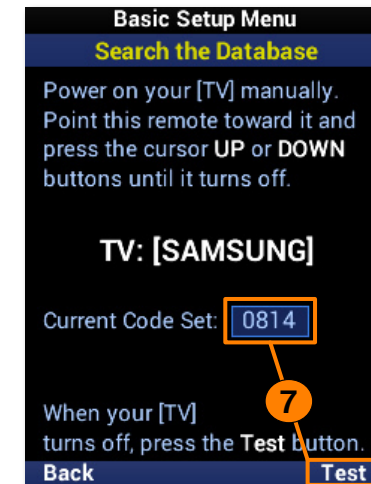 Basic Setup Menu
Search the Database
Power on your [TV] manually.
Point this remote toward it and
press the cursor UP or DOWN
buttons until it turns off.
TV: [SAMSUNG]
Current Code Set: 0814
7
When your [TV]
turns off, press the Test button.
Back Test